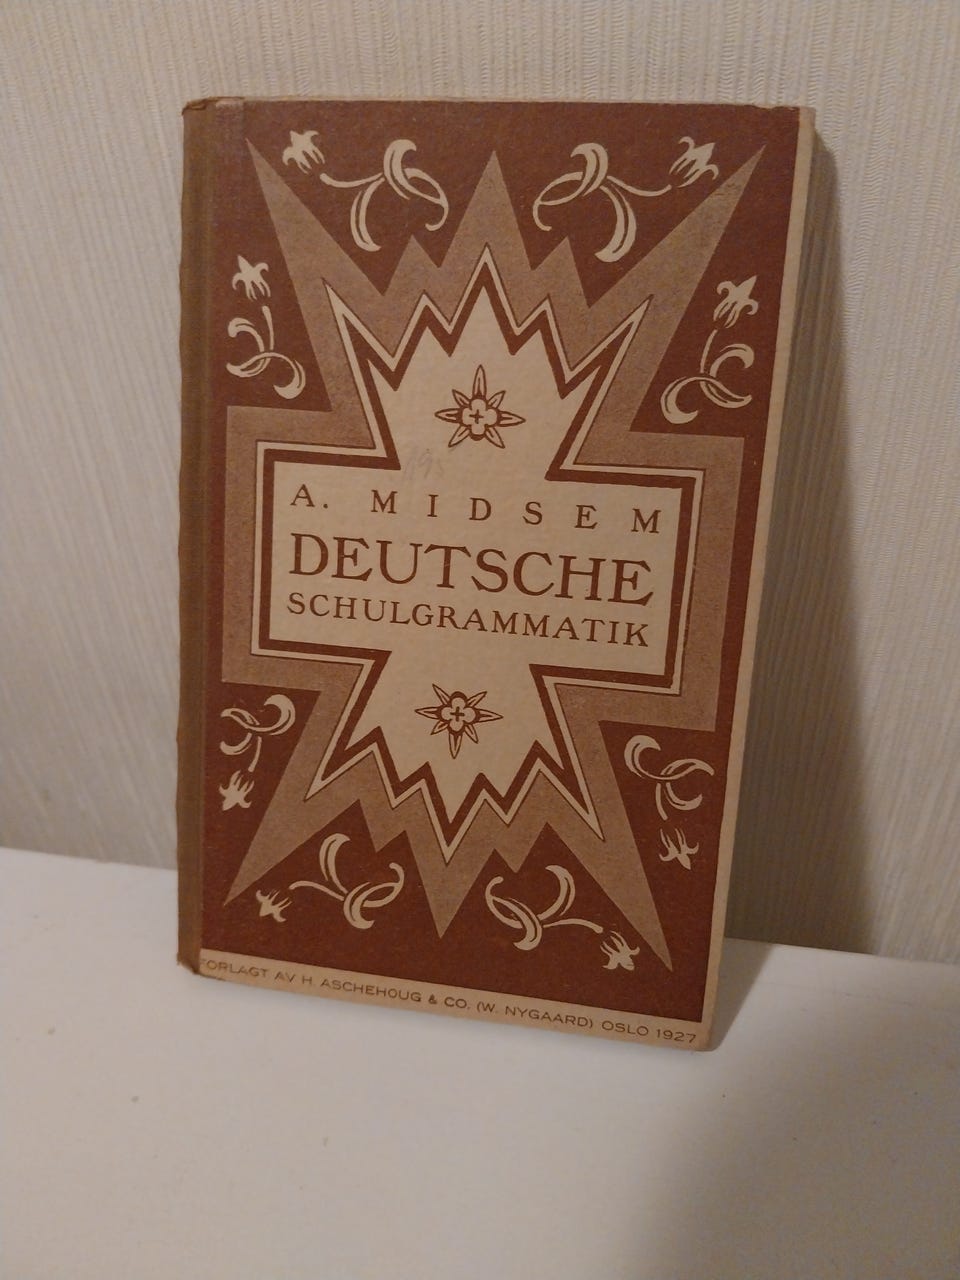 A. MIDSEM
DEUTSCHE
SCHULGRAMMATIK
FORLAGT AV H. ASCHEHOUG & CO. (W. NYGAARD) OSLO 1927